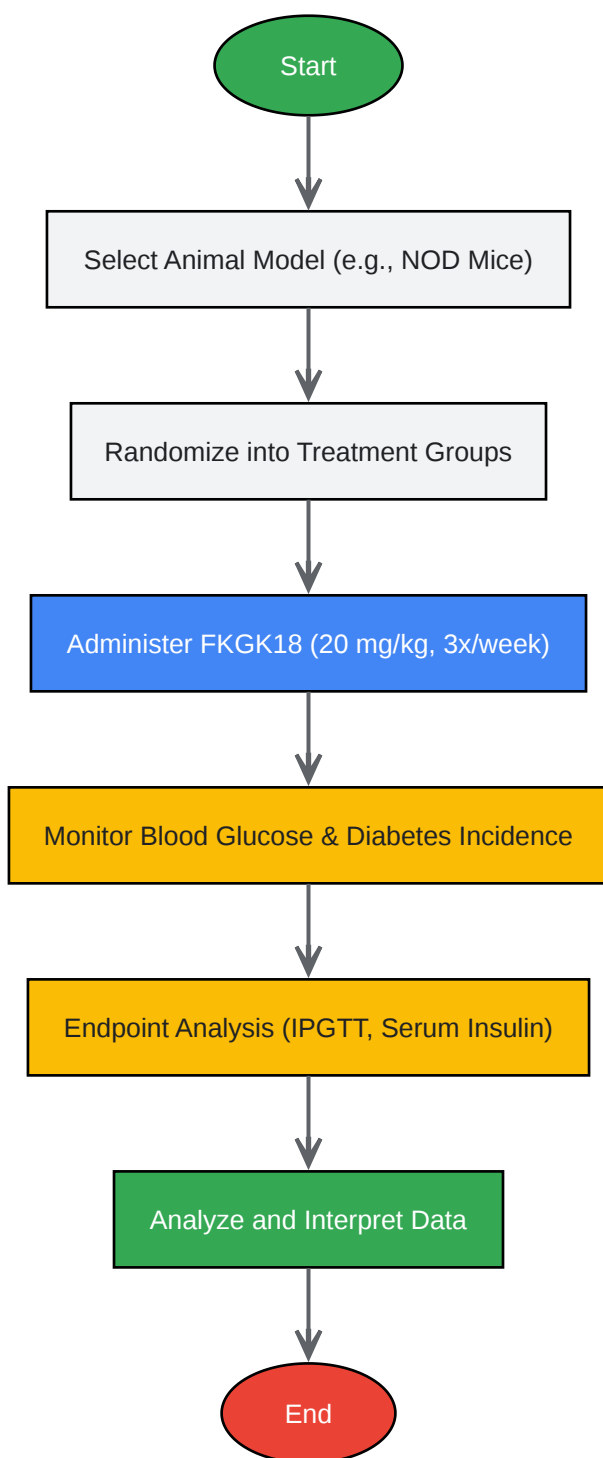 Start
Select Animal Model (e.g., NOD Mice)
Randomize into Treatment Groups
Administer FKGK18 (20 mg/kg, 3x/week)
Monitor Blood Glucose & Diabetes Incidence
Endpoint Analysis (IPGTT, Serum Insulin)
Analyze and Interpret Data
End